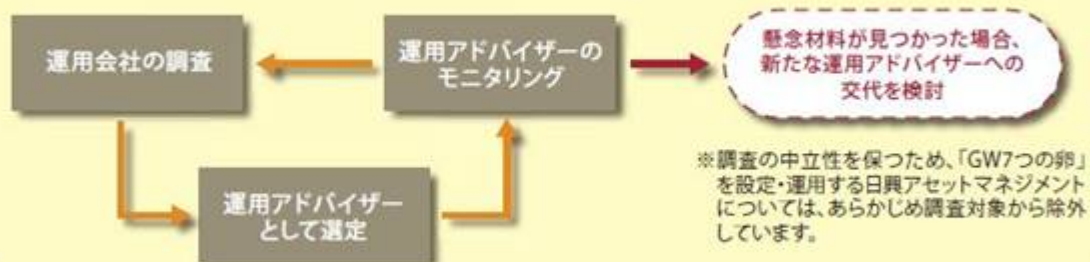 運用会社の調査
運用アドバイザーの
モニタリング
懸念材料が見つかった場合、
新たな運用アドバイザーへの
交代を検討
運用アドバイザー
として選定
※調査の中立性を保つため、「GW7つの卵」
を設定・運用する日興アセットマネジメント
については、あらかじめ調査対象から除外
しています。